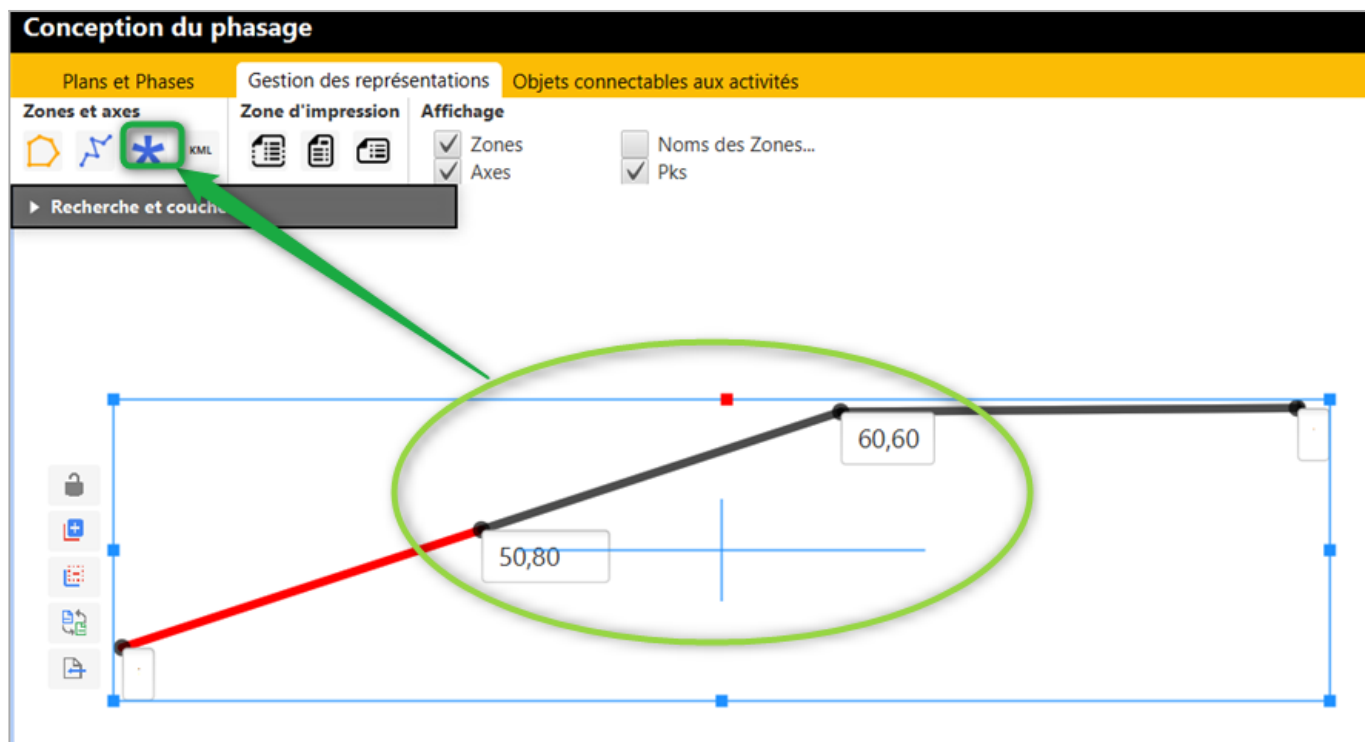 Conception du phasage
Plans et Phases Gestion des représentations Objets connectables aux activités
Zones et axes Zone d'impression Affichage
KML Zones Noms des Zones...
Axes Pks
Recherche et couch
60,60
50,80